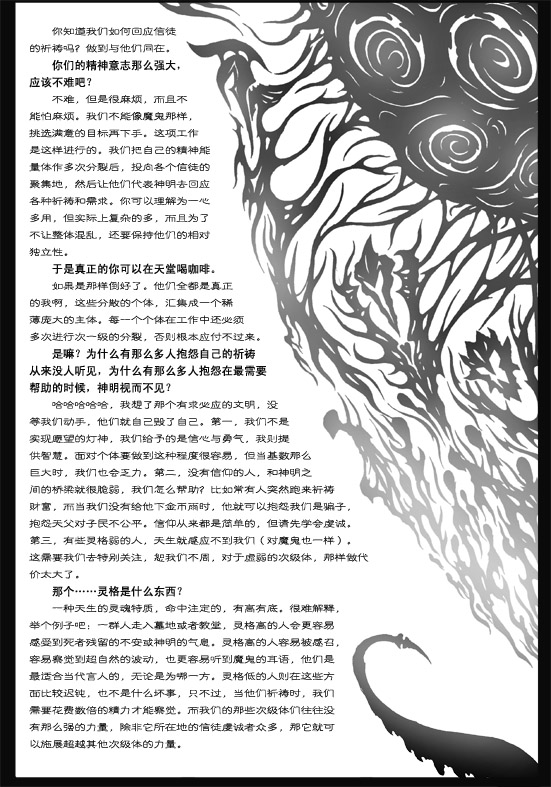 你知道我们如何回应信徒
的祈祷吗？做到与他们同在。
你们的精神意志那么强大，
应该不难吧？
不难，但是很麻烦，而且不
能怕麻烦。我们不能像魔鬼那样，
挑选满意的目标再下手。这项工作
是这样进行的。我们把自己的精神能
量体作多次分裂后，投向各个信徒的
聚集地，然后让他们代表神明去回应
各种祈祷和需求。你可以理解为一心
多用，但实际上复杂的多，而且为了
不让整体混乱，还要保持他们的相对
独立性。
于是真正的你可以在天堂喝咖啡。
如果是那样倒好了。他们全都是真正
的我啊，这些分散的个体，汇集成一个稀
薄庞大的主体。每一个个体在工作中还必须
多次进行次一级的分裂，否则根本应付不过来。
是嘛？为什么有那么多人抱怨自己的祈祷
从来没人听见，为什么有那么多人抱怨在最需要
帮助的时候，神明视而不见？
哈哈哈哈哈，我想了那个有求必应的文明，没
等我们动手，他们就自己毁了自己。第一，我们不是
实现愿望的灯神，我们给予的是信心与勇气，我则提
供智慧。面对个体要做到这种程度很容易，但当基数那么
巨大时，我们也会乏力。第二，没有信仰的人，和神明之
间的桥梁就很脆弱，我们怎么帮助？比如常有人突然跑来祈祷
财富，而当我们没有给他下金币雨时，他就可以抱怨我们是骗子，
抱怨天父对子民不公平。信仰从来都是简单的，但请先学会虔诚。
第三，有些灵格弱的人，天生就感应不到我们（对魔鬼也一样）。
这需要我们去特别关注，恕我们不周，对于虚弱的次级体，那样做代
价太大了。
那个……灵格是什么东西？
一种天生的灵魂特质，命中注定的，有高有底。很难解释，
举个例子吧：一群人走入墓地或者教堂，灵格高的人会更容易
感受到死者残留的不安或神明的气息。灵格高的人容易被感召，
容易察觉到超自然的波动，也更容易听到魔鬼的耳语，他们是
最适合当代言人的，无论是为哪一方。灵格低的人则在这些方
面比较迟钝，也不是什么坏事，只不过，当他们祈祷时，我们
需要花费数倍的精力才能察觉。而我们的那些次级体们往往没
有那么强的力量，除非它所在地的信徒虔诚者众多，那它就可
以施展超越其他次级体的力量。